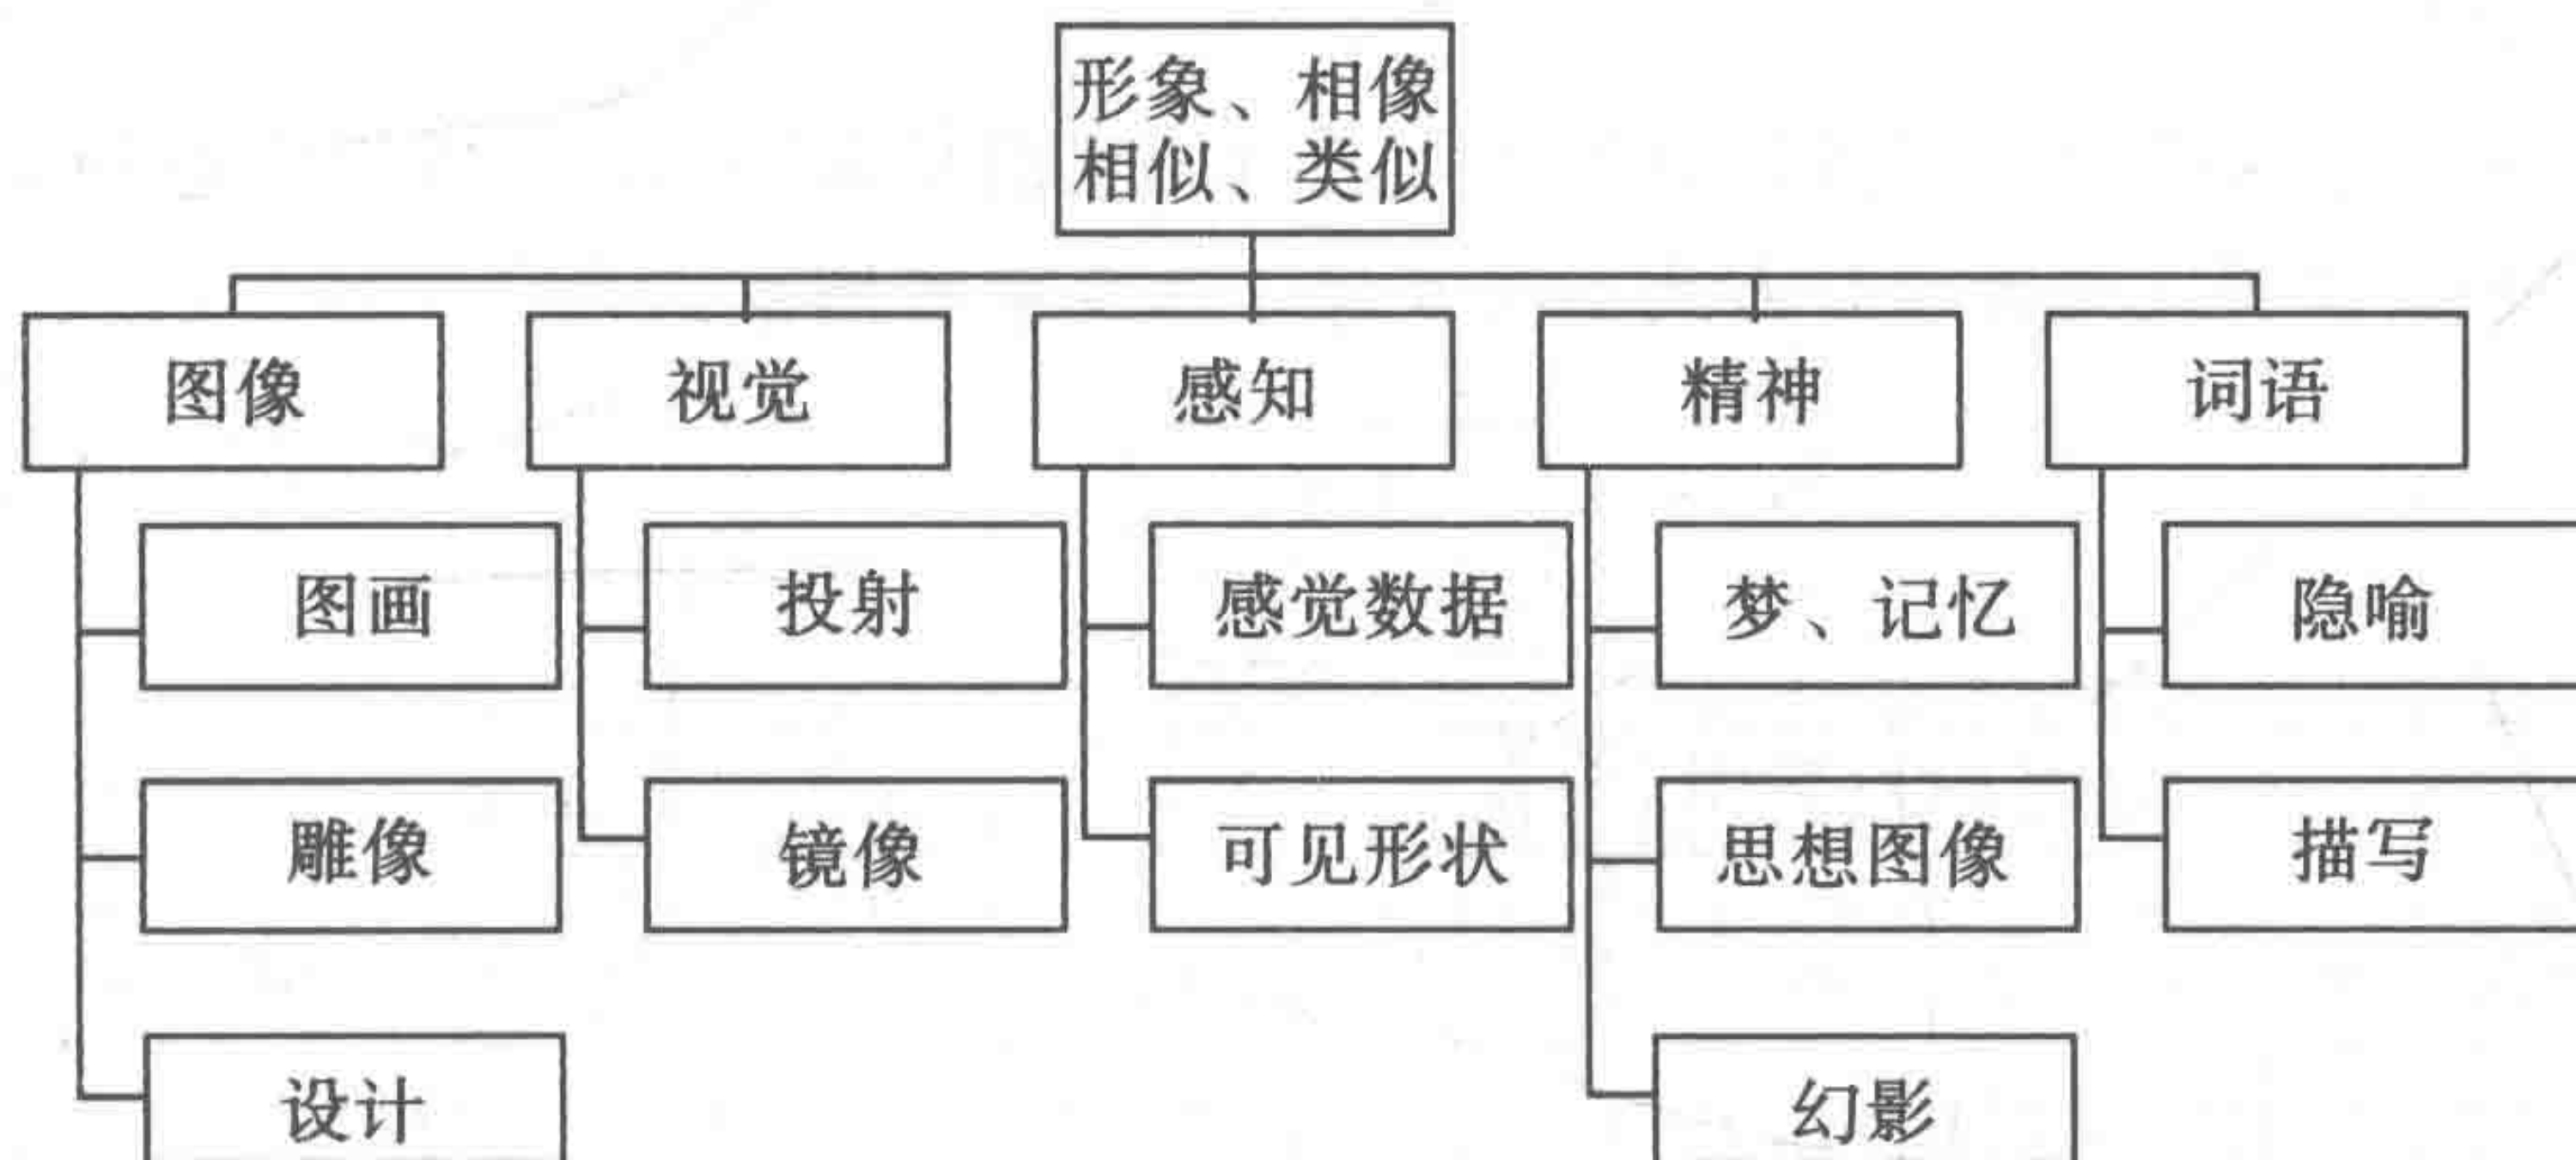 形象、相像
相似、类似
图像
视觉
感知
精神
词语
图画
投射
感觉数据
梦、记忆
隐喻
雕像
镜像
可见形状
思想图像
描写
设计
幻影